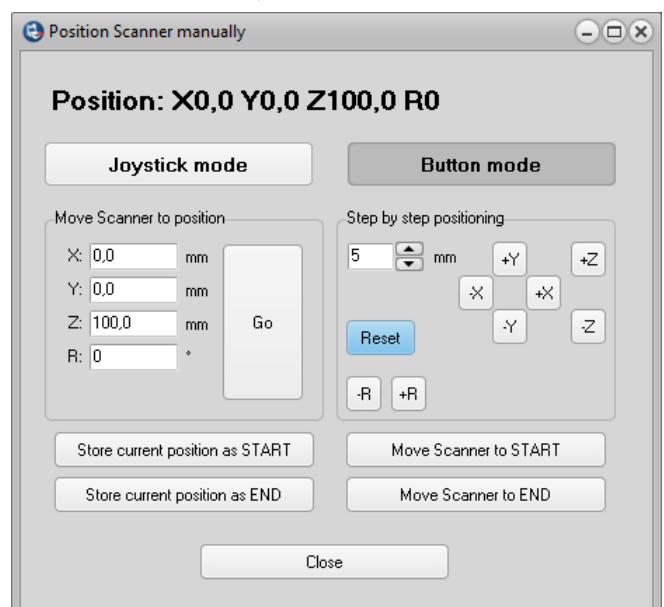 Position Scanner manually
Position: X0,0 Y0,0 Z100,0 R0
Joystick mode
Button mode
Move Scanner to position
X: 0,0 mm
Y: 0,0 mm
Z: 100,0 mm
R: 0 °
Go
Step by step positioning
5 mm
+Y
+Z
-X
+X
-Y
-Z
Reset
-R
+R
Store current position as START
Move Scanner to START
Store current position as END
Move Scanner to END
Close